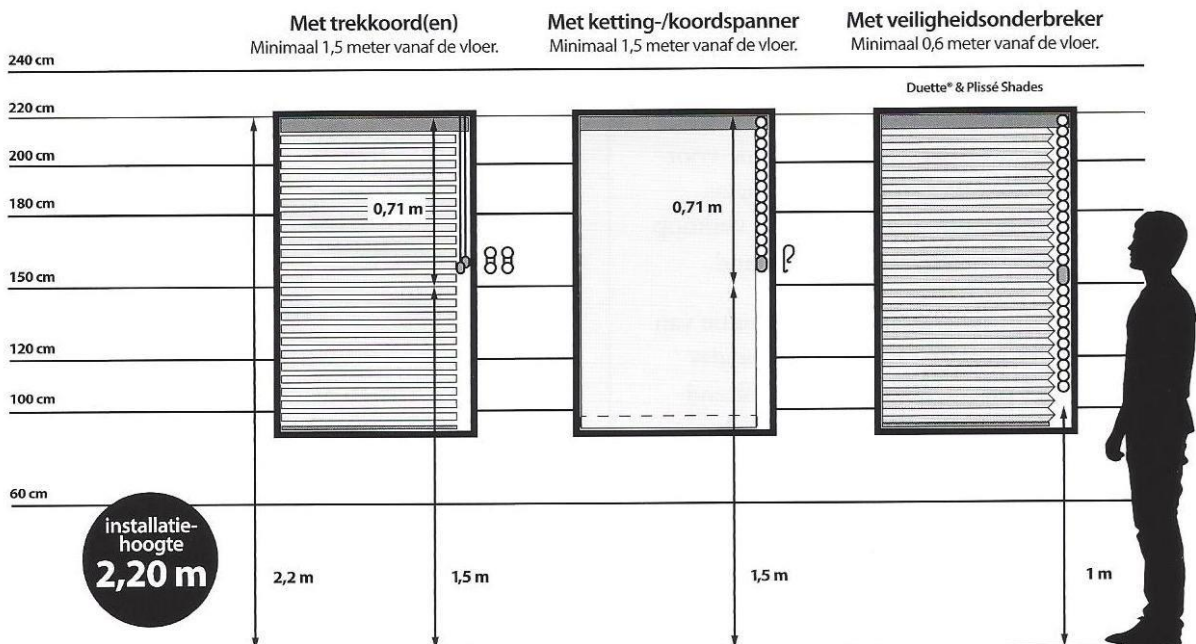 Met trekkoord(en)
Minimaal 1,5 meter vanaf de vloer.
Met ketting-/koordspanner
Minimaal 1,5 meter vanaf de vloer.
Met veiligheidsonderbreker
Minimaal 0,6 meter vanaf de vloer.
Duette® & Plissé Shades
240 cm
220 cm
200 cm
180 cm
150 cm
120 cm
100 cm
60 cm
0,71 m
0,71 m
installatie-
hoogte
2,20 m
2,2 m
1,5 m
1,5 m
1 m